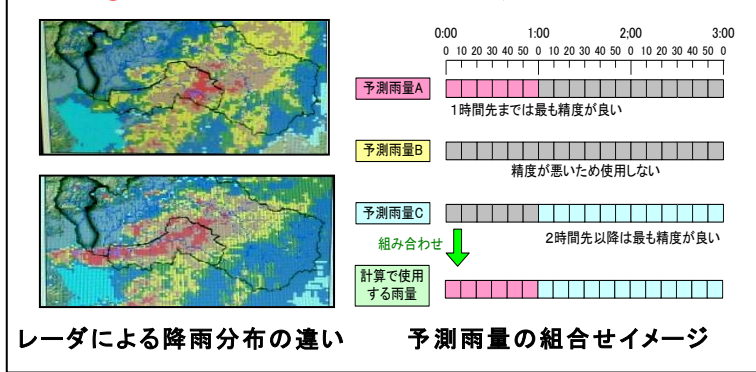 0:00 1:00 2:00 3:00
0 10 20 30 40 50 0 10 20 30 40 50 0 10 20 30 40 50 0
予測雨量A
1時間先までは最も精度が良い
予測雨量B
精度が悪いため使用しない
予測雨量C
2時間先以降は最も精度が良い
組み合わせ
計算で使用
する雨量
レーダによる降雨分布の違い
予測雨量の組合せイメージ